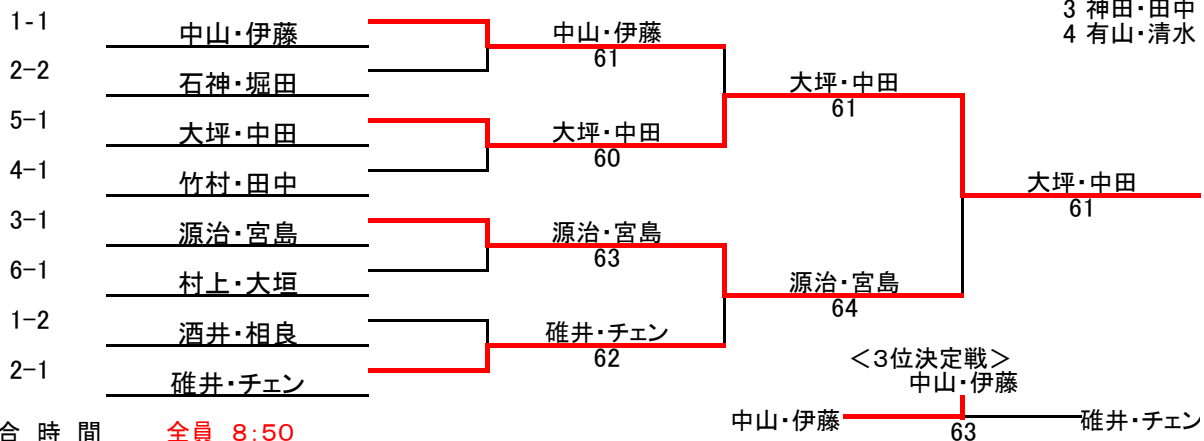 3 神田・田中
4 有山・清水
1-1 中山・伊藤
2-2 石神・堀田
5-1 大坪・中田
4-1 竹村・田中
3-1 源治・宮島
6-1 村上・大垣
1-2 酒井・相良
2-1 碓井・チェン
中山・伊藤
61
大坪・中田
60
源治・宮島
63
碓井・チェン
62
大坪・中田
61
源治・宮島
64
大坪・中田
61
＜3位決定戦＞
中山・伊藤
中山・伊藤 碓井・チェン
63
合 時 間 全員 8:50